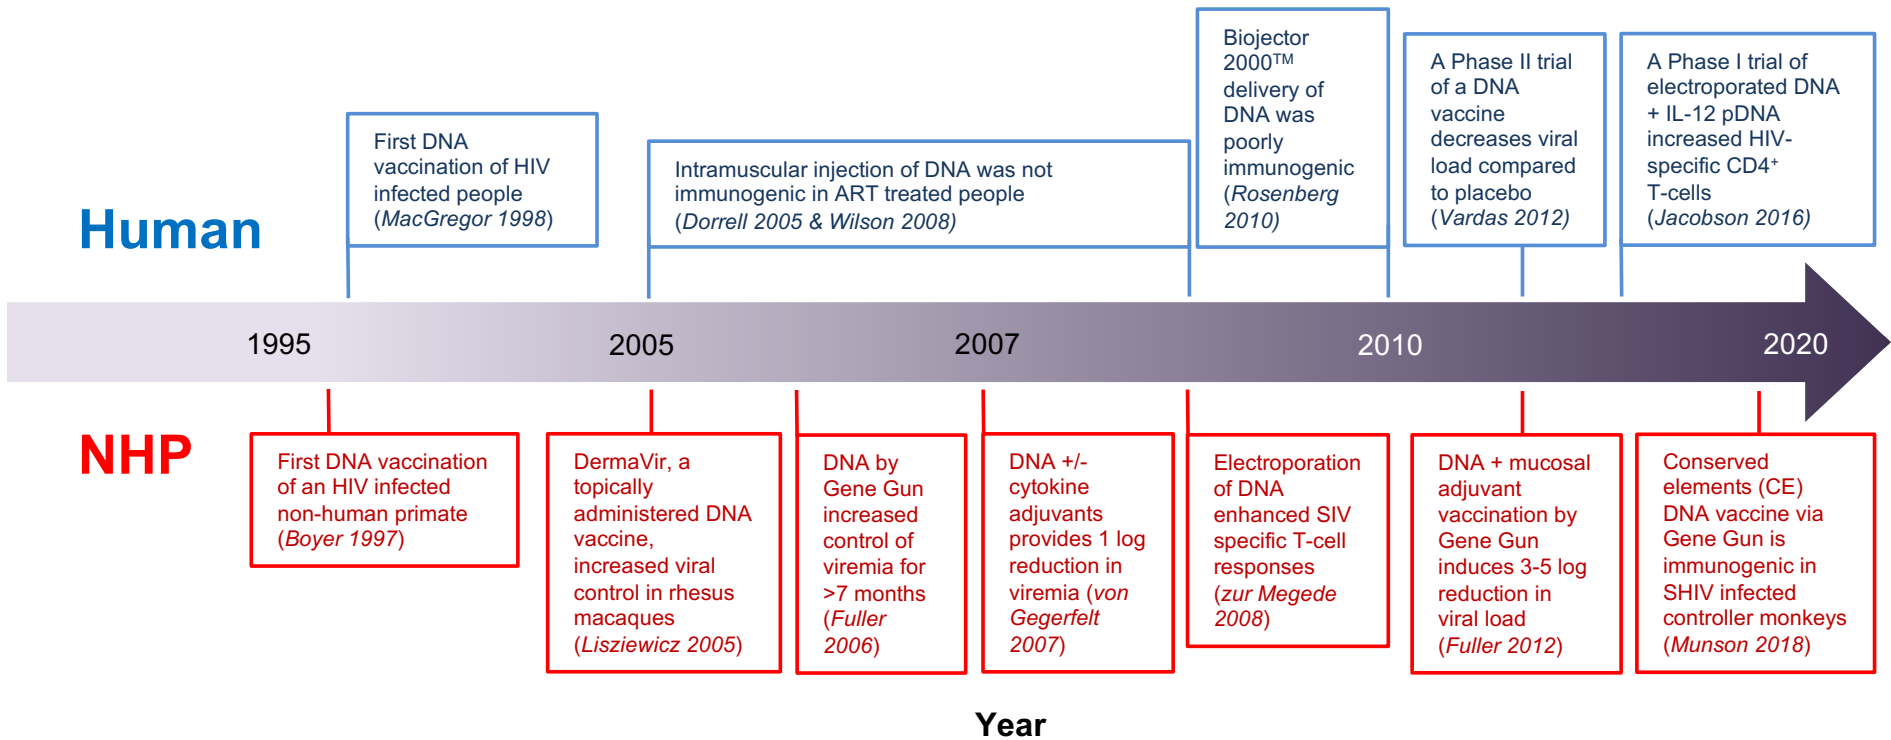 Human
First DNA
vaccination of HIV
infected people
(MacGregor 1998)
Intramuscular injection of DNA was not
immunogenic in ART treated people
(Dorrell 2005 & Wilson 2008)
Biojector
2000TM
delivery of
DNA was
poorly
immunogenic
(Rosenberg
2010)
A Phase II trial
of a DNA
vaccine
decreases viral
load compared
to placebo
(Vardas 2012)
A Phase I trial of
electroporated DNA
+ IL-12 pDNA
increased HIV-
specific CD4+
T-cells
(Jacobson 2016)
1995 2005 2007 2010 2020
NHP
First DNA vaccination
of an HIV infected
non-human primate
(Boyer 1997)
DermaVir, a
topically
administered DNA
vaccine,
increased viral
control in rhesus
macaques
(Lisziewicz 2005)
DNA by
Gene Gun
increased
control of
viremia for
>7 months
(Fuller
2006)
DNA +/-
cytokine
adjuvants
provides 1 log
reduction in
viremia (von
Gegerfelt
2007)
Electroporation
of DNA
enhanced SIV
specific T-cell
responses
(zur Megede
2008)
DNA + mucosal
adjuvant
vaccination by
Gene Gun
induces 3-5 log
reduction in
viral load
(Fuller 2012)
Conserved
elements (CE)
DNA vaccine via
Gene Gun is
immunogenic in
SHIV infected
controller monkeys
(Munson 2018)
Year